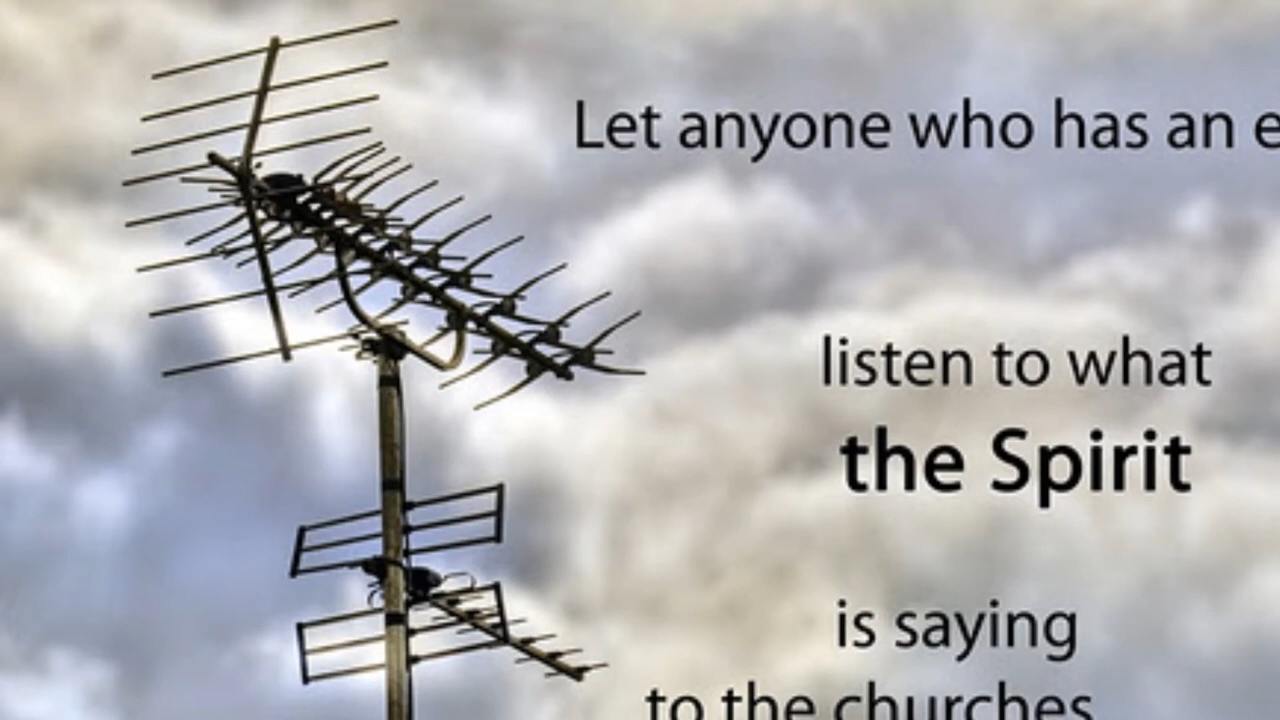 Let anyone who has an e
listen to what
the Spirit
is saying
to the churches